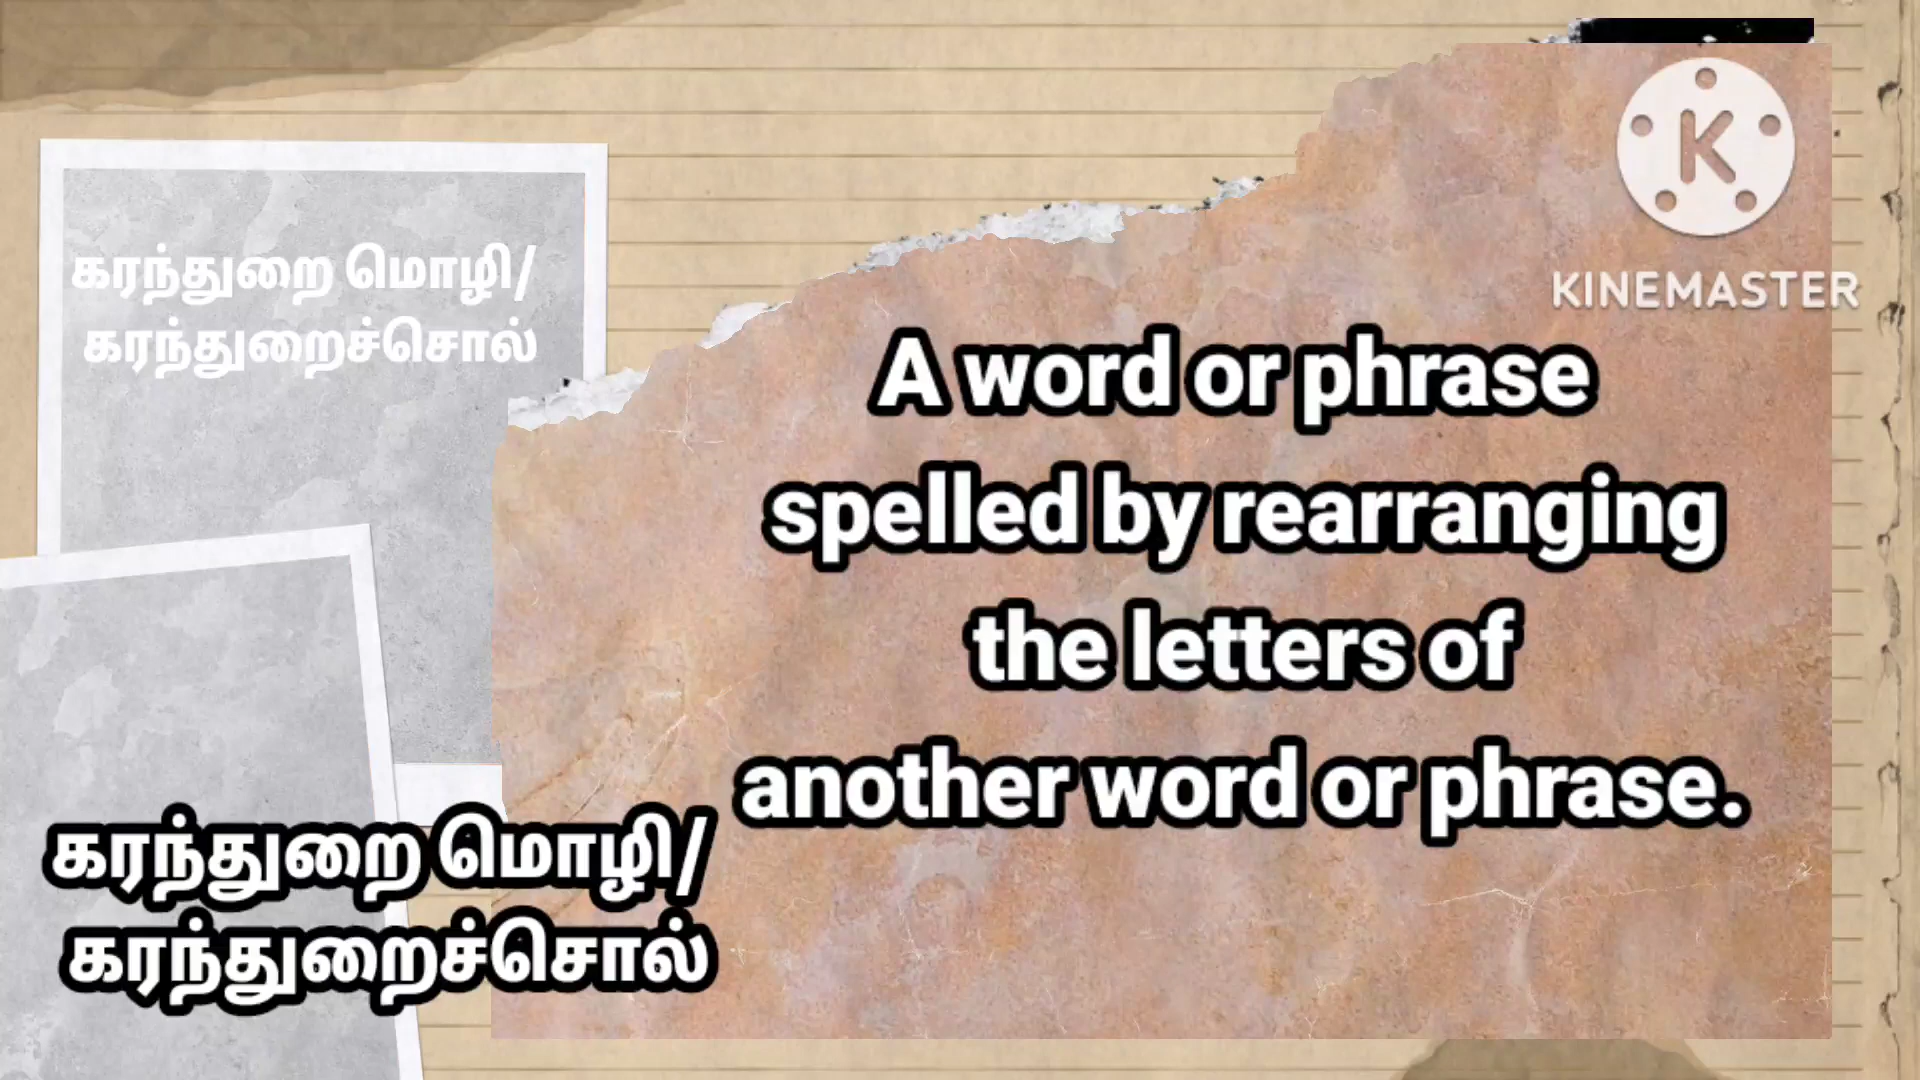 கரந்துறை மொழி/
கரந்துறைச்சொல்
KINEMASTER
A word or phrase
spelled by rearranging
the letters of
another word or phrase.
கரந்துறை மொழி/
கரந்துறைச்சொல்